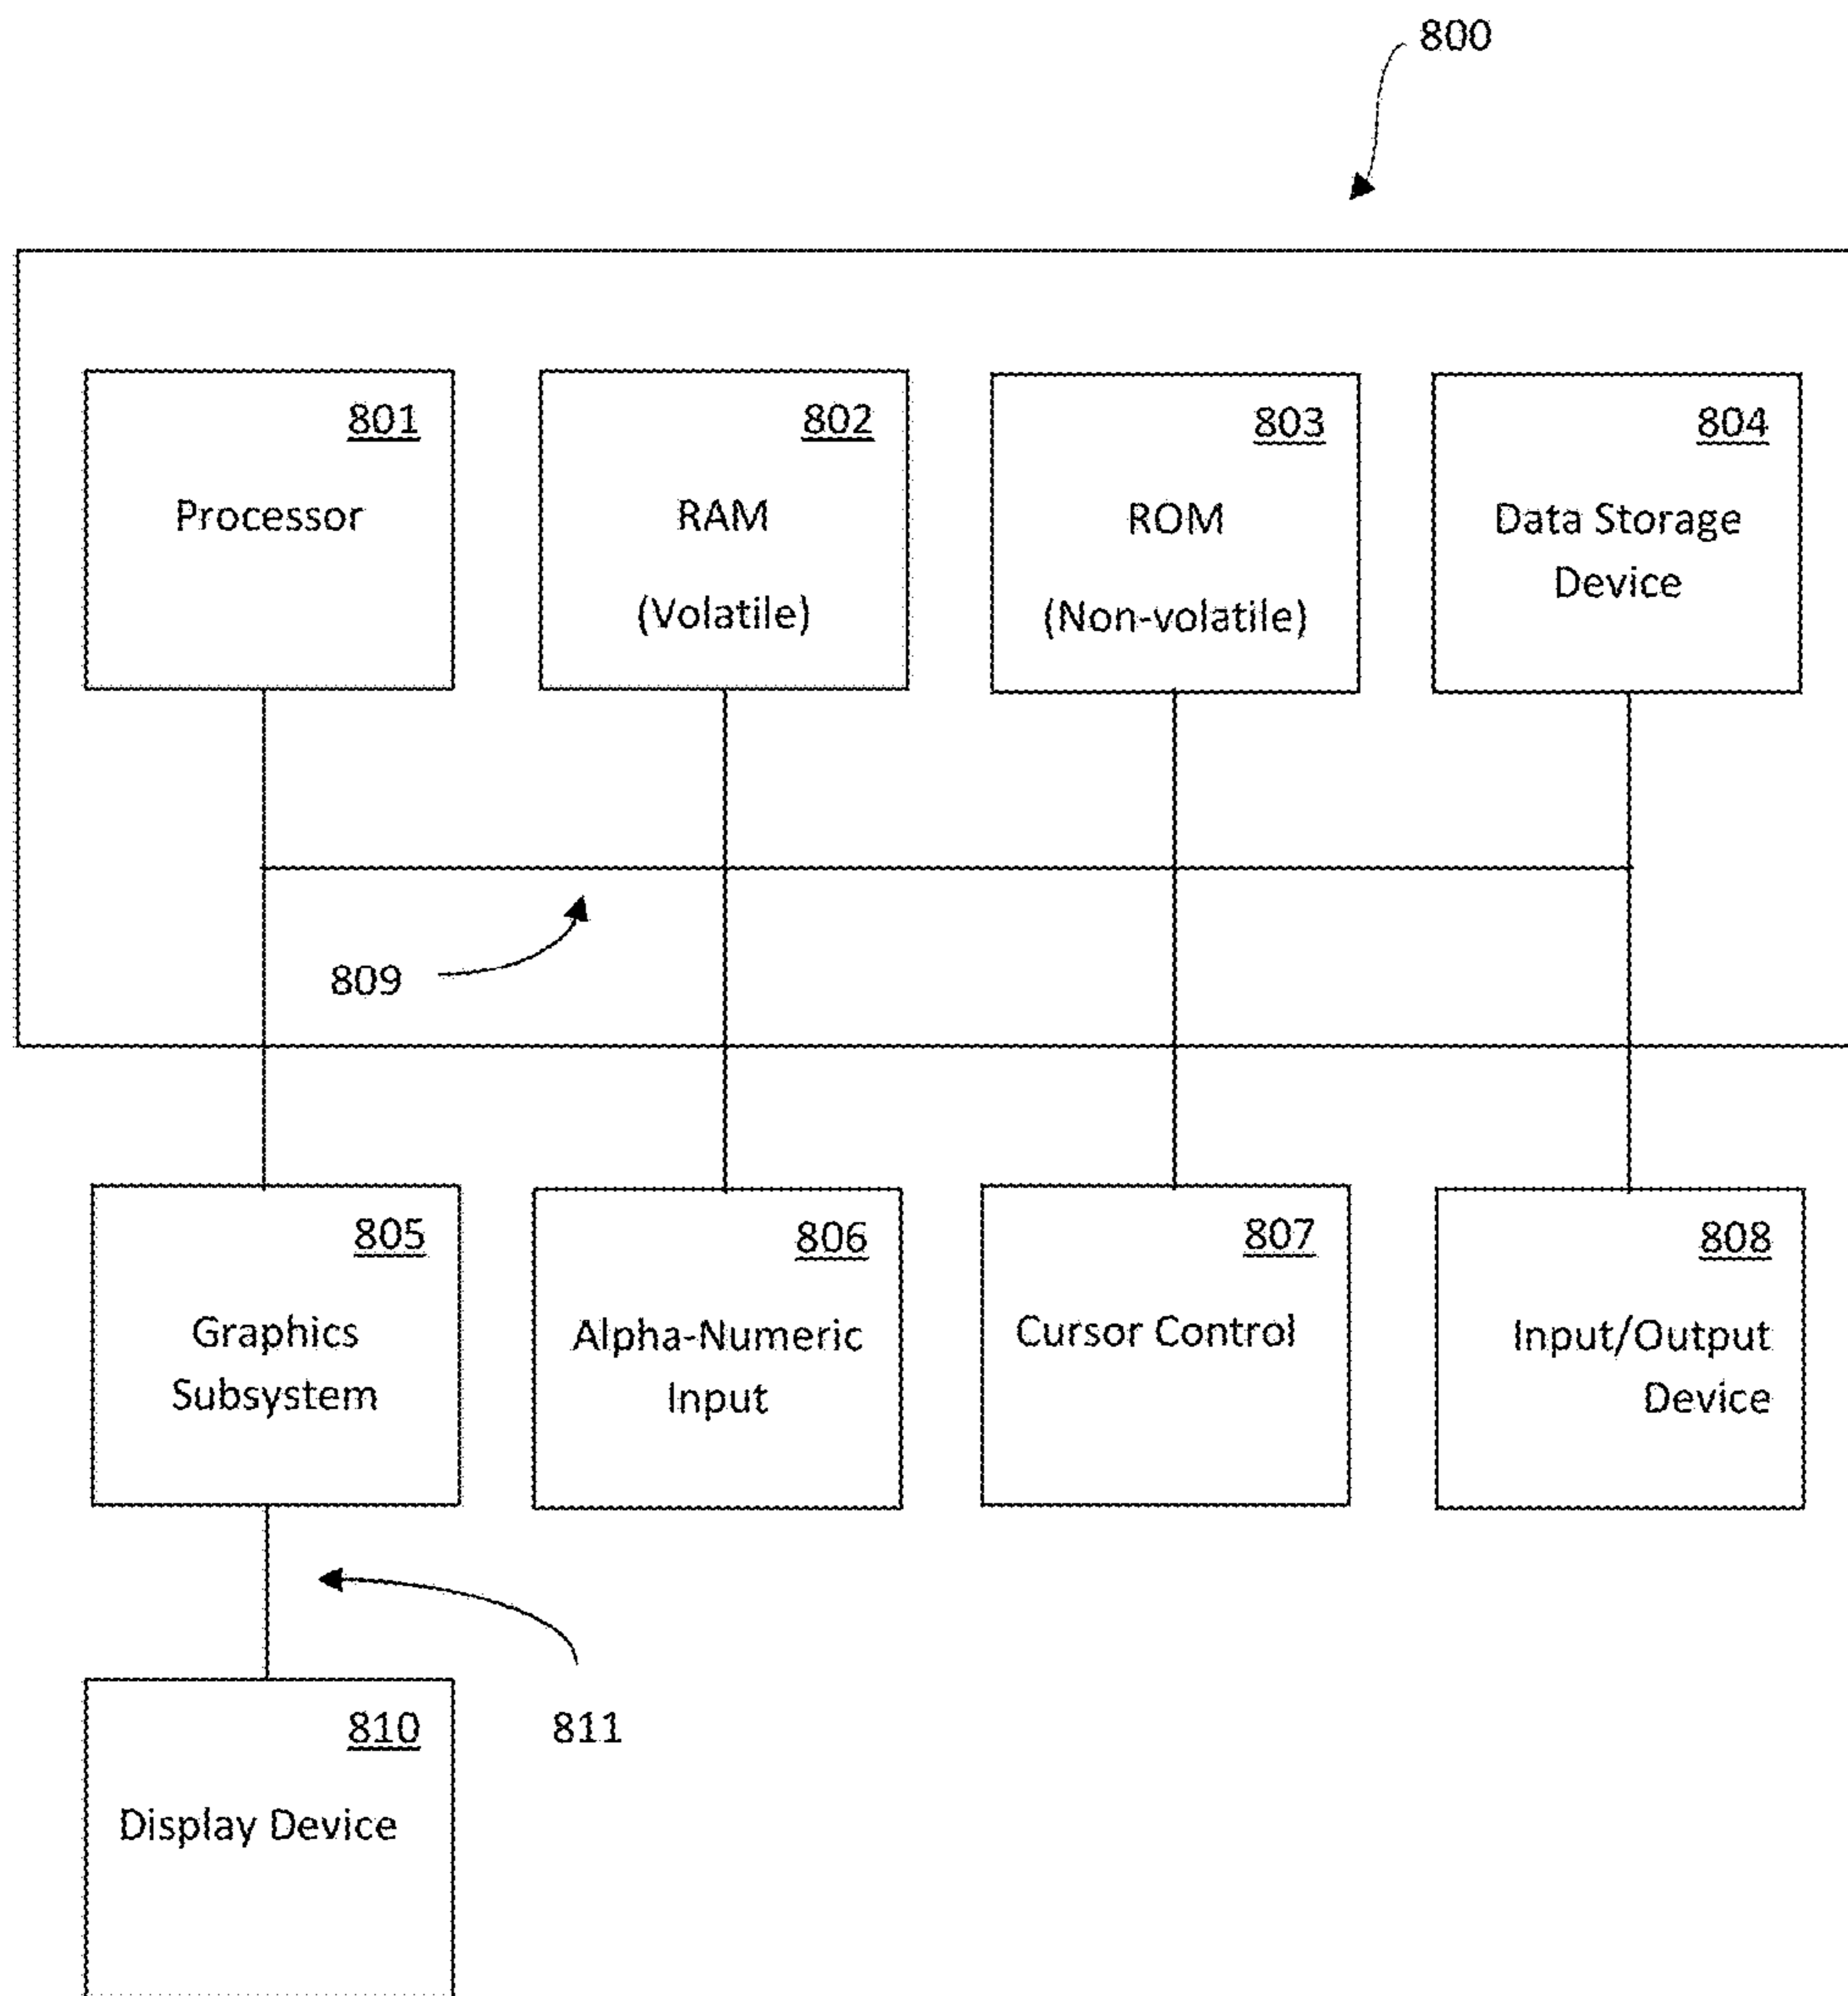 800
801
Processor
802
RAM
(Volatile)
803
ROM
(Non-volatile)
804
Data Storage
Device
809
805
Graphics
Subsystem
806
Alpha-Numeric
Input
807
Cursor Control
808
Input/Output
Device
811
810
Display Device